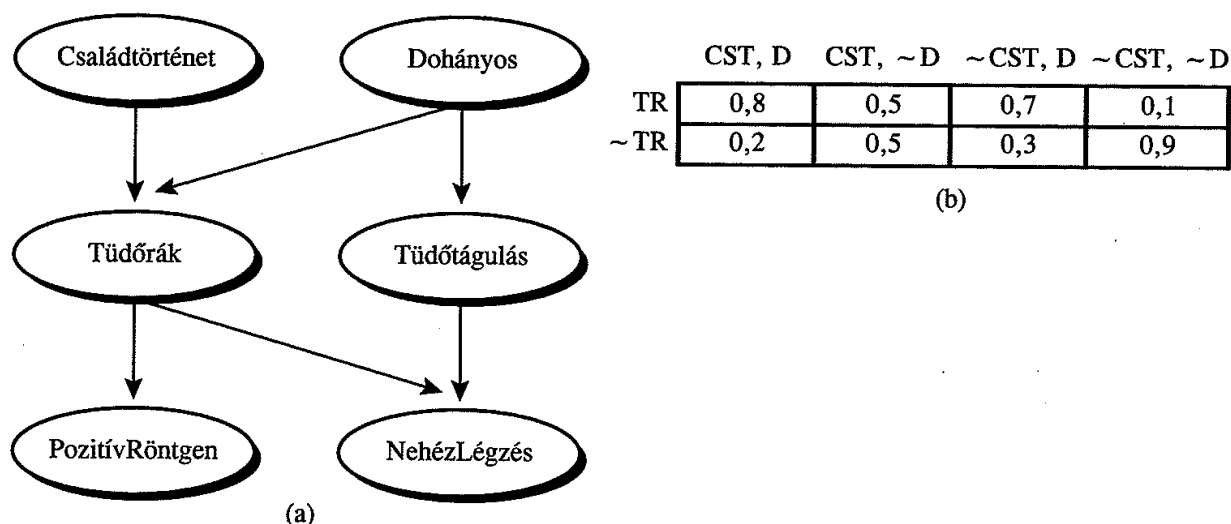 Családtörténet
Dohányos
Tüdőrák
Tüdőtágulás
PozitívRöntgen
NehézLégzés
(a)
CST, D CST, ~D ~CST, D ~CST, ~D
TR 0,8 0,5 0,7 0,1
~TR 0,2 0,5 0,3 0,9
(b)